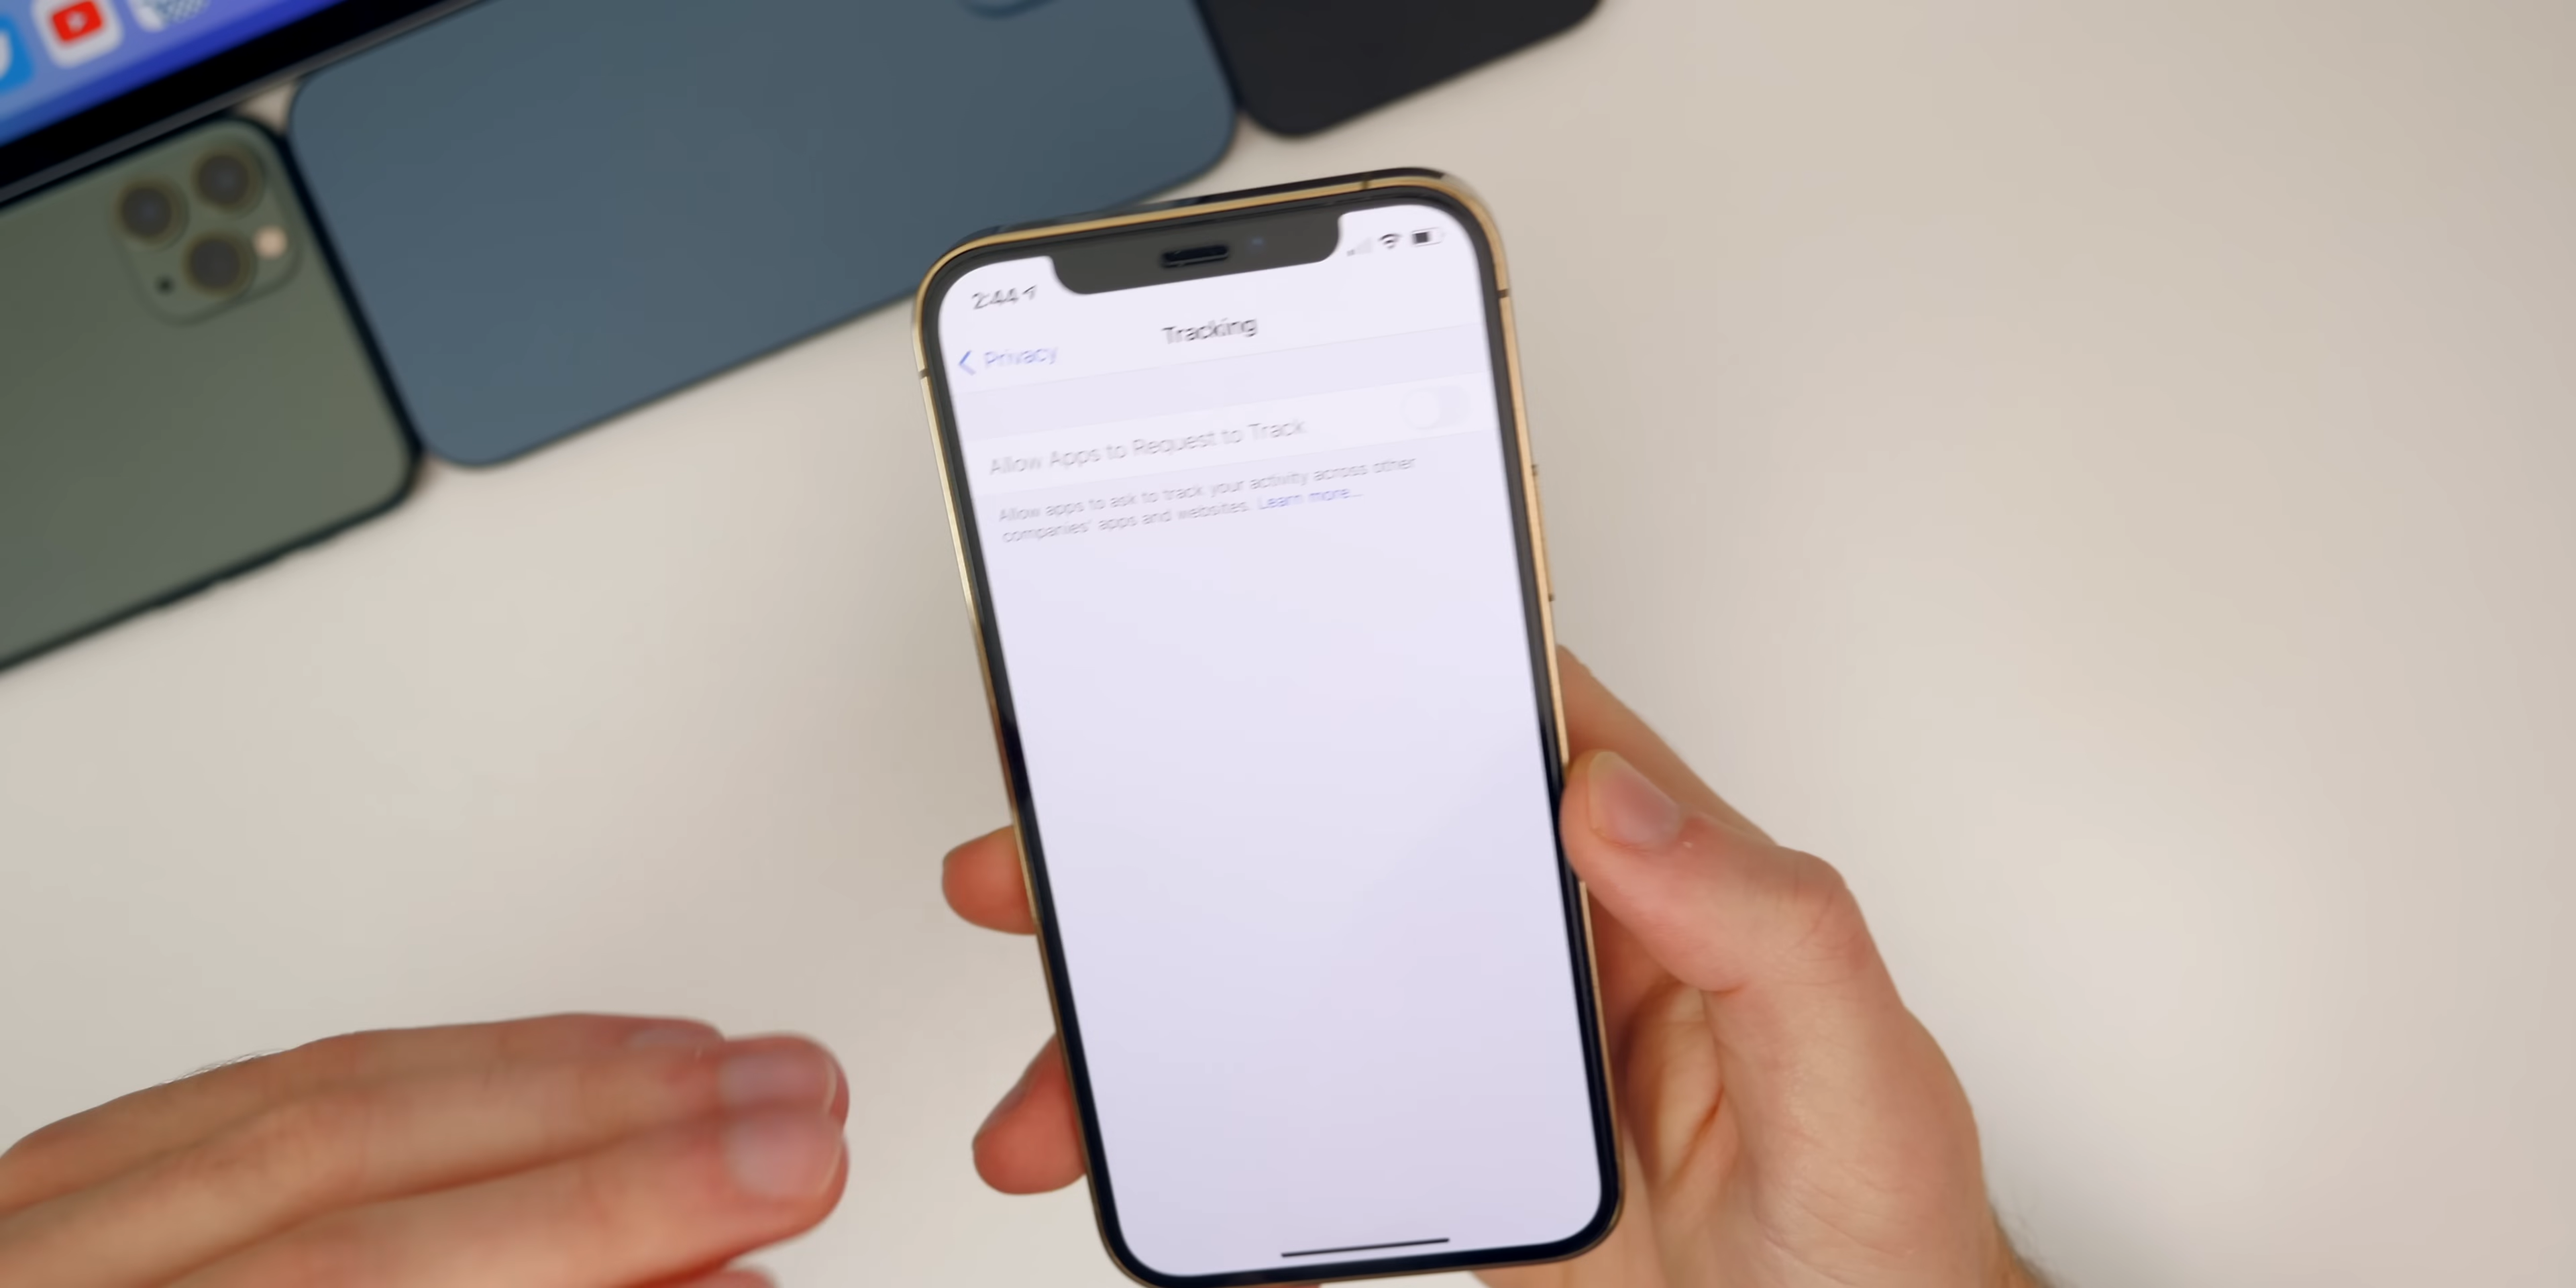 2:44
Privacy
Tracking
Allow Apps to Request to Track
Allow apps to ask to track your activity across other
companies' apps and websites. Learn more...